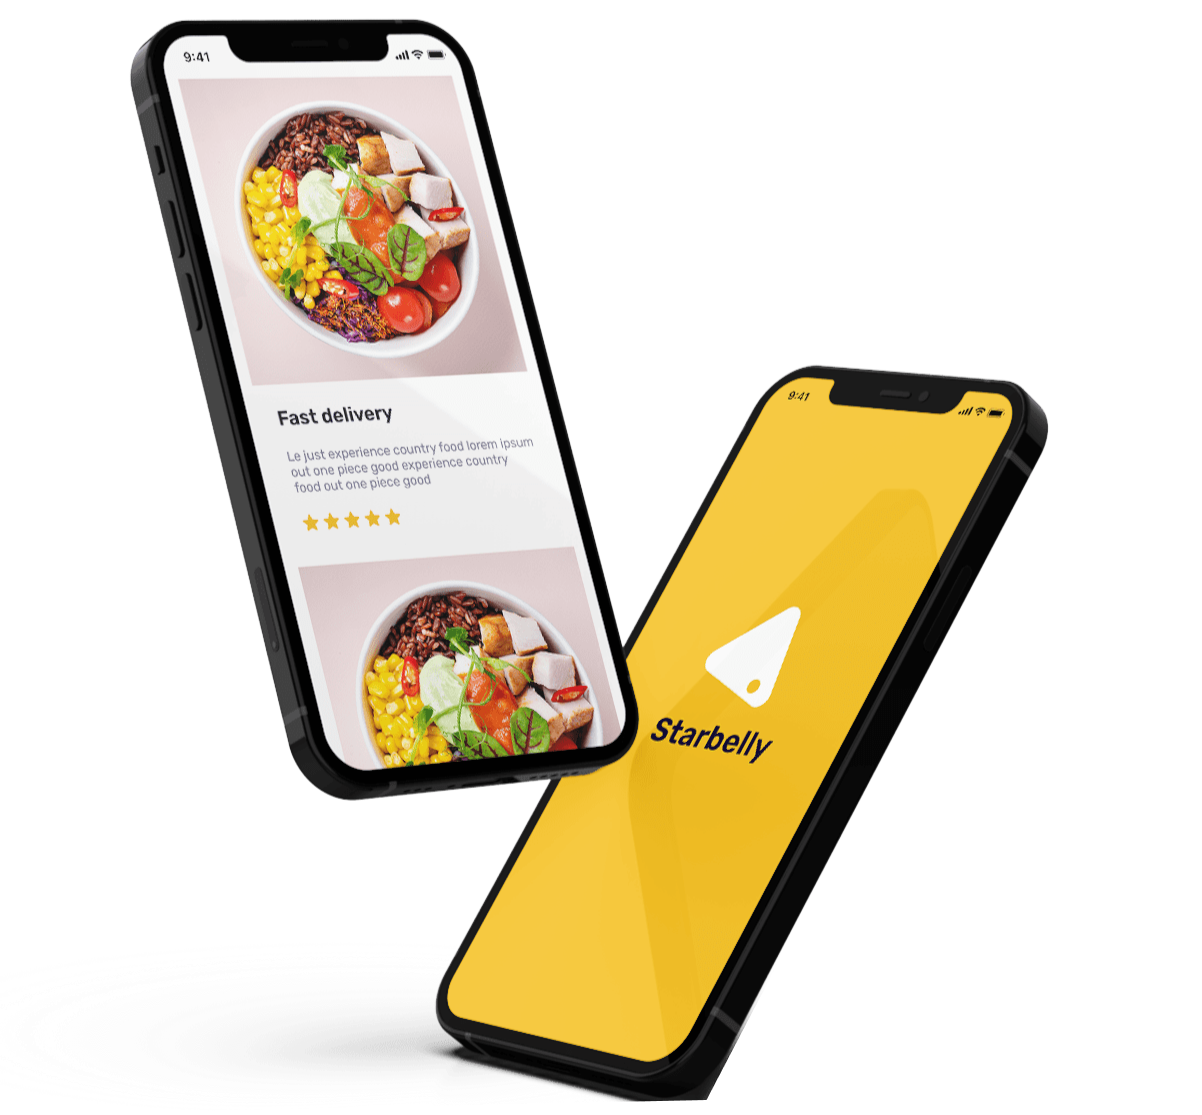 9:41
Fast delivery
Le just experience country food lorem ipsum
out one piece good experience country
food out one piece good
9:41
Starbelly